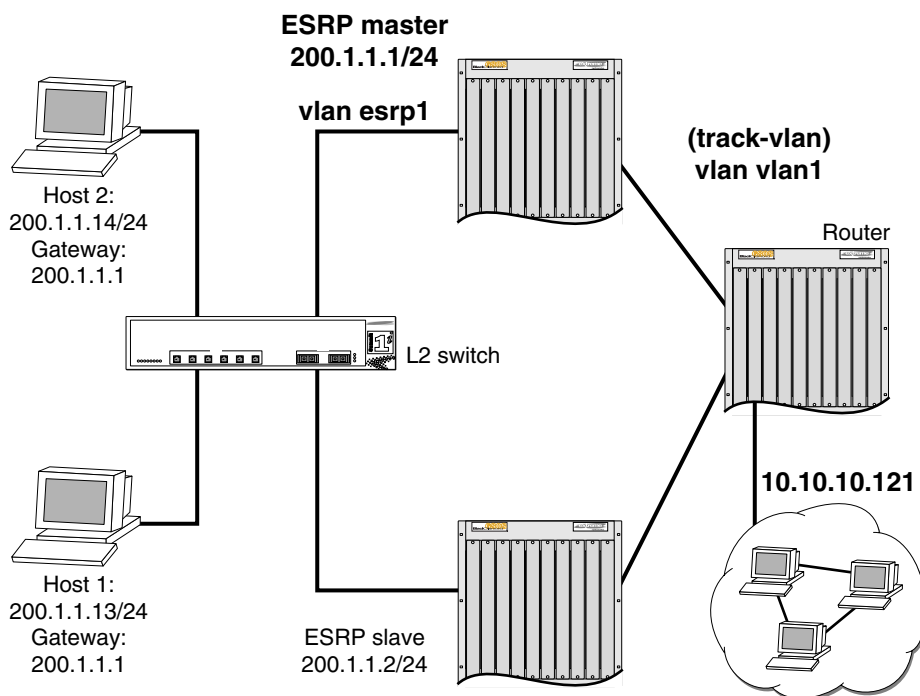 ESRP master
200.1.1.1/24
vlan esrp1
(track-vlan)
vlan vlan1
Host 2:
200.1.1.14/24
Gateway:
200.1.1.1
Router
L2 switch
10.10.10.121
Host 1:
200.1.1.13/24
Gateway:
200.1.1.1
ESRP slave
200.1.1.2/24